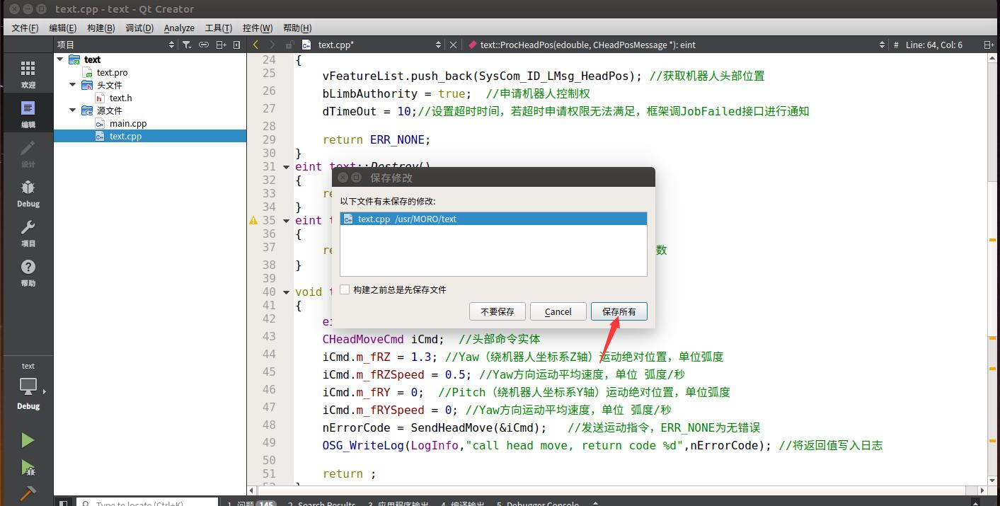 text.cpp - text - Qt Creator
文件(F) 编辑(E) 构建(B) 调试(D) Analyze 工具(T) 控件(W) 帮助(H)
项目 text.cpp* text::ProcHeadPos(edouble, CHeadPosMessage *): eint # Line: 64, Col: 6
欢迎
编辑
设计
Debug
项目
帮助
text
Debug
text
text.pro
头文件
text.h
源文件
main.cpp
text.cpp
24 {
25 vFeatureList.push_back(SysCom_ID_LMsg_HeadPos); //获取机器人头部位置
26 bLimbAuthority = true; //申请机器人控制权
27 dTimeOut = 10;//设置超时时间，若超时申请权限无法满足，框架调JobFailed接口进行通知
28
29 return ERR_NONE;
30 }
31 eint text::Destroy()
32 {
33 re
34 }
35 eint t
36 {
37 re 数
38 }
39
40 void t
41 {
42 ei
43 CHeadMoveCmd iCmd; //头部命令实体
44 iCmd.m_fRZ = 1.3; //Yaw（绕机器人坐标系Z轴）运动绝对位置，单位弧度
45 iCmd.m_fRZSpeed = 0.5; //Yaw方向运动平均速度，单位 弧度/秒
46 iCmd.m_fRY = 0; //Pitch（绕机器人坐标系Y轴）运动绝对位置，单位弧度
47 iCmd.m_fRYSpeed = 0; //Yaw方向运动平均速度，单位 弧度/秒
48 nErrorCode = SendHeadMove(&iCmd); //发送运动指令，ERR_NONE为无错误
49 OSG_WriteLog(LogInfo,"call head move, return code %d",nErrorCode); //将返回值写入日志
50
51 return ;
52 }
保存修改
以下文件有未保存的修改:
text.cpp /usr/MORO/text
构建之前总是先保存文件
不要保存 Cancel 保存所有
Type to locate (Ctrl+K) 1 问题 145 2 Search Results 3 应用程序输出 4 编译输出 5 Debugger Console